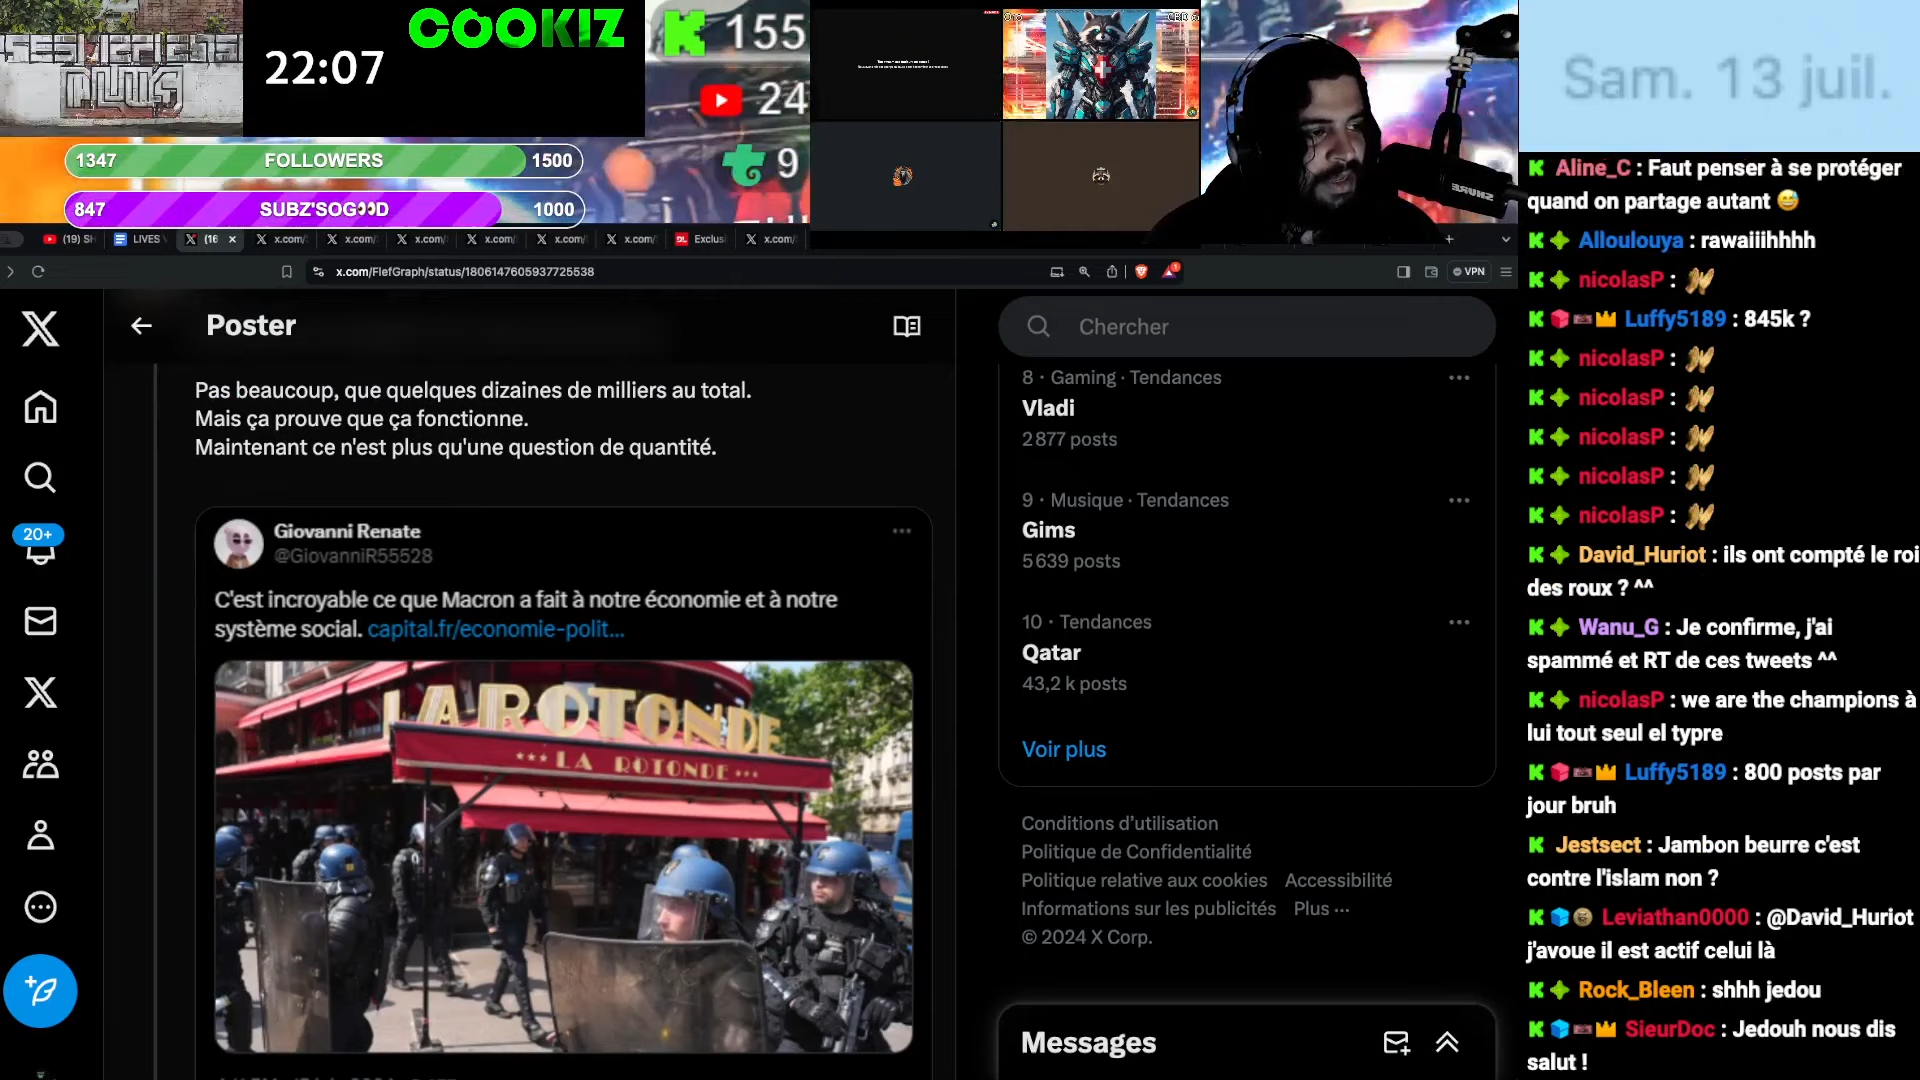 22:07
COOKIZ
155
24
9
1347 FOLLOWERS 1500
847 SUBZ'SOG👀D 1000
Sam. 13 juil.
(19) SH
LIVES
(16
x.com/
x.com/
x.com/
x.com/
x.com/
x.com/
Exclusi
x.com/
x.com/FlefGraph/status/1806147605937725538
VPN
Poster
20+
Pas beaucoup, que quelques dizaines de milliers au total.
Mais ça prouve que ça fonctionne.
Maintenant ce n'est plus qu'une question de quantité.
Giovanni Renate
@GiovanniR55528
C'est incroyable ce que Macron a fait à notre économie et à notre
système social. capital.fr/economie-polit...
LA ROTONDE
*** LA ROTONDE ***
Chercher
8 · Gaming · Tendances
Vladi
2 877 posts
9 · Musique · Tendances
Gims
5 639 posts
10 · Tendances
Qatar
43,2 k posts
Voir plus
Conditions d'utilisation
Politique de Confidentialité
Politique relative aux cookies Accessibilité
Informations sur les publicités Plus ···
© 2024 X Corp.
Messages
SHURE
Aline_C : Faut penser à se protéger
quand on partage autant 😅
Alloulouya : rawaiiihhhh
nicolasP :
Luffy5189 : 845k ?
nicolasP :
nicolasP :
nicolasP :
nicolasP :
nicolasP :
David_Huriot : ils ont compté le roi
des roux ? ^^
Wanu_G : Je confirme, j'ai
spammé et RT de ces tweets ^^
nicolasP : we are the champions à
lui tout seul el typre
Luffy5189 : 800 posts par
jour bruh
Jestsect : Jambon beurre c'est
contre l'islam non ?
Leviathan0000 : @David_Huriot
j'avoue il est actif celui là
Rock_Bleen : shhh jedou
SieurDoc : Jedouh nous dis
salut !